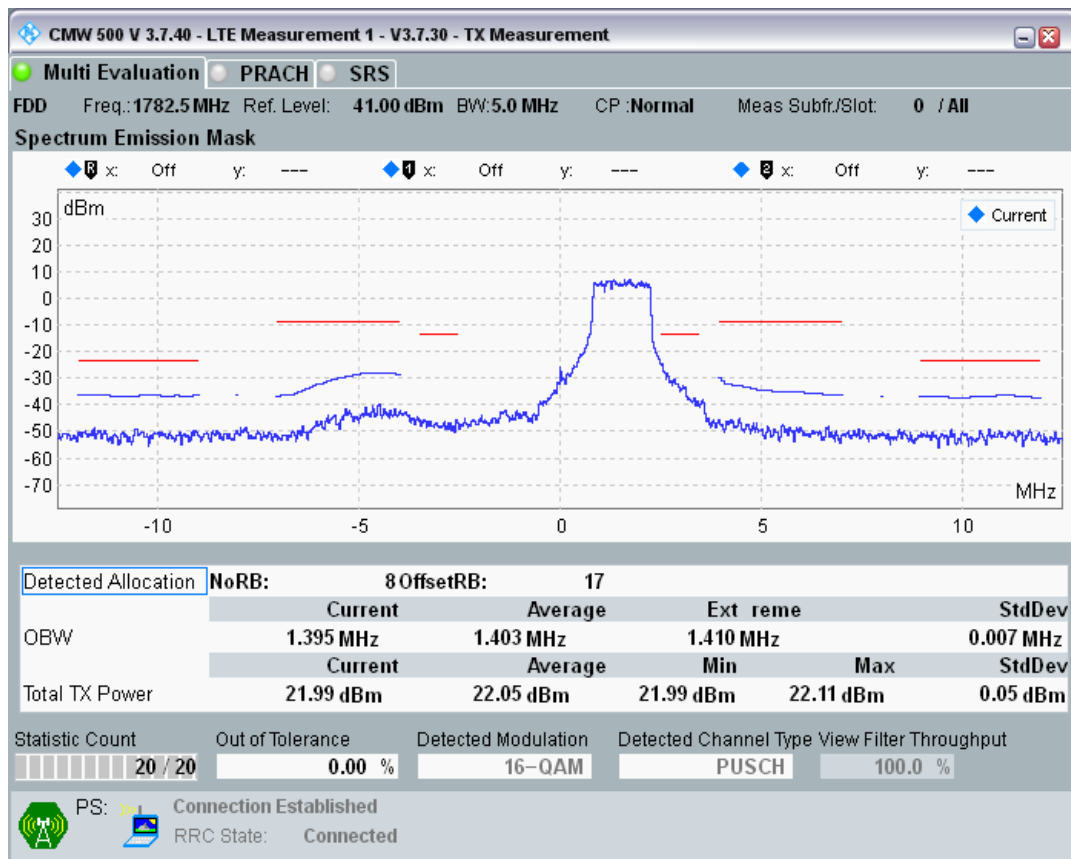 CMW 500 V 3.7.40 - LTE Measurement 1 - V3.7.30 - TX Measurement
Multi Evaluation PRACH SRS
FDD Freq.:1782.5 MHz Ref. Level: 41.00 dBm BW:5.0 MHz CP :Normal Meas Subfr./Slot: 0 / All
Spectrum Emission Mask
R x: Off y: --- 1 x: Off y: --- 2 x: Off y: ---
dBm
Current
30
20
10
0
-10
-20
-30
-40
-50
-60
-70
MHz
-10 -5 0 5 10
Detected Allocation NoRB: 8 OffsetRB: 17
Current Average Ext reme StdDev
OBW 1.395 MHz 1.403 MHz 1.410 MHz 0.007 MHz
Current Average Min Max StdDev
Total TX Power 21.99 dBm 22.05 dBm 21.99 dBm 22.11 dBm 0.05 dBm
Statistic Count Out of Tolerance Detected Modulation Detected Channel Type View Filter Throughput
20 / 20 0.00 % 16-QAM PUSCH 100.0 %
PS: Connection Established
RRC State: Connected